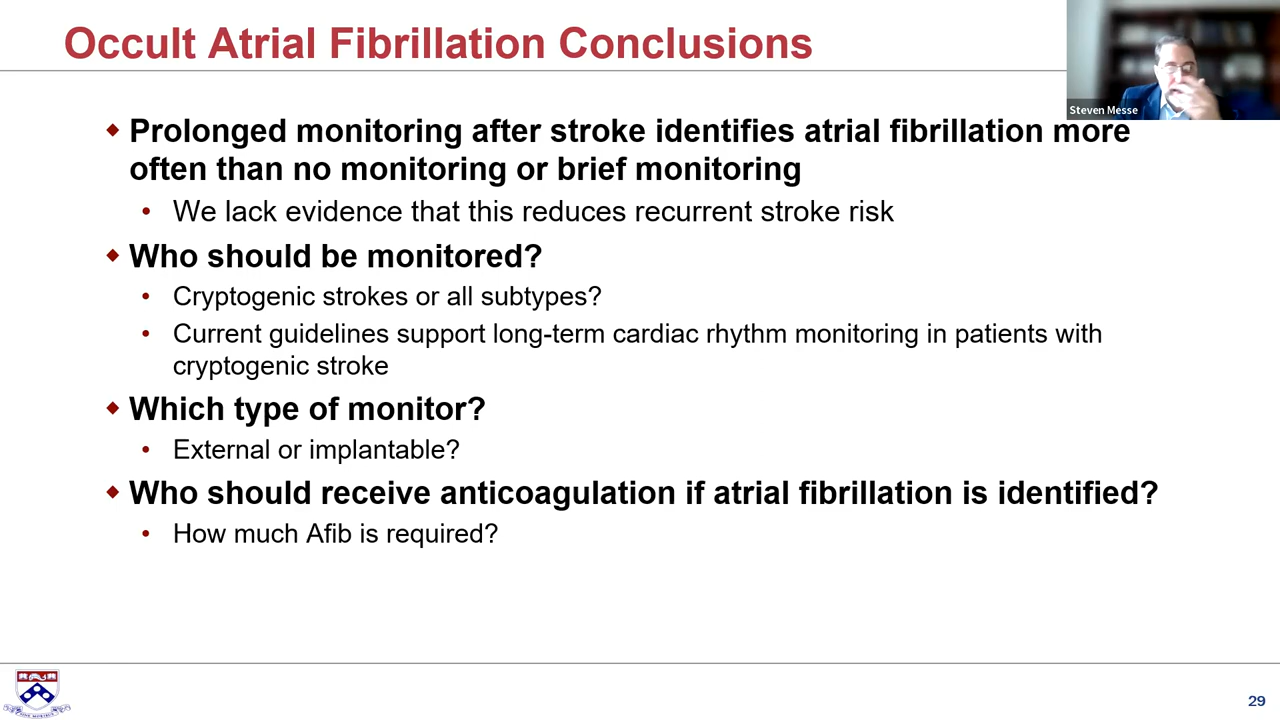 Occult Atrial Fibrillation Conclusions
Steven Messe
Prolonged monitoring after stroke identifies atrial fibrillation more
often than no monitoring or brief monitoring
We lack evidence that this reduces recurrent stroke risk
Who should be monitored?
Cryptogenic strokes or all subtypes?
Current guidelines support long-term cardiac rhythm monitoring in patients with
cryptogenic stroke
Which type of monitor?
External or implantable?
Who should receive anticoagulation if atrial fibrillation is identified?
How much Afib is required?
29